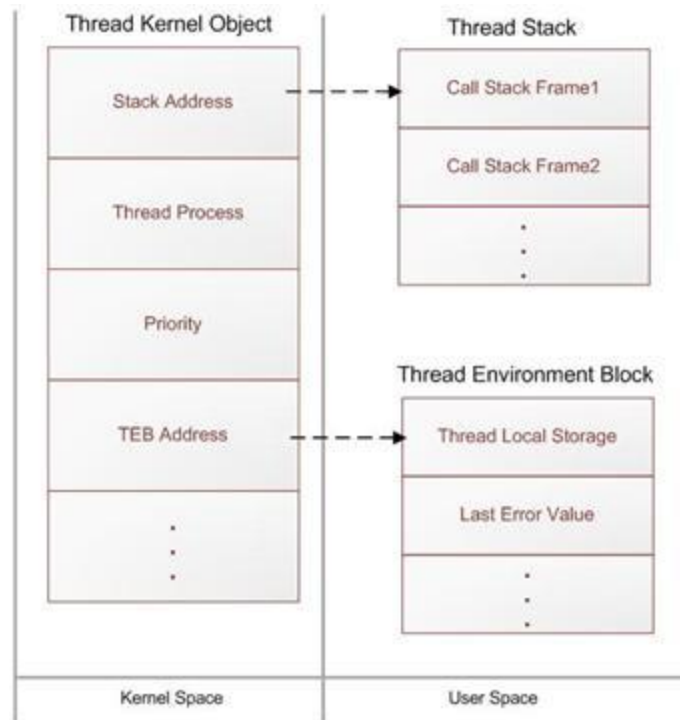 Thread Kernel Object
Stack Address
Thread Process
Priority
TEB Address
Thread Stack
Call Stack Frame1
Call Stack Frame2
Thread Environment Block
Thread Local Storage
Last Error Value
Kernel Space
User Space